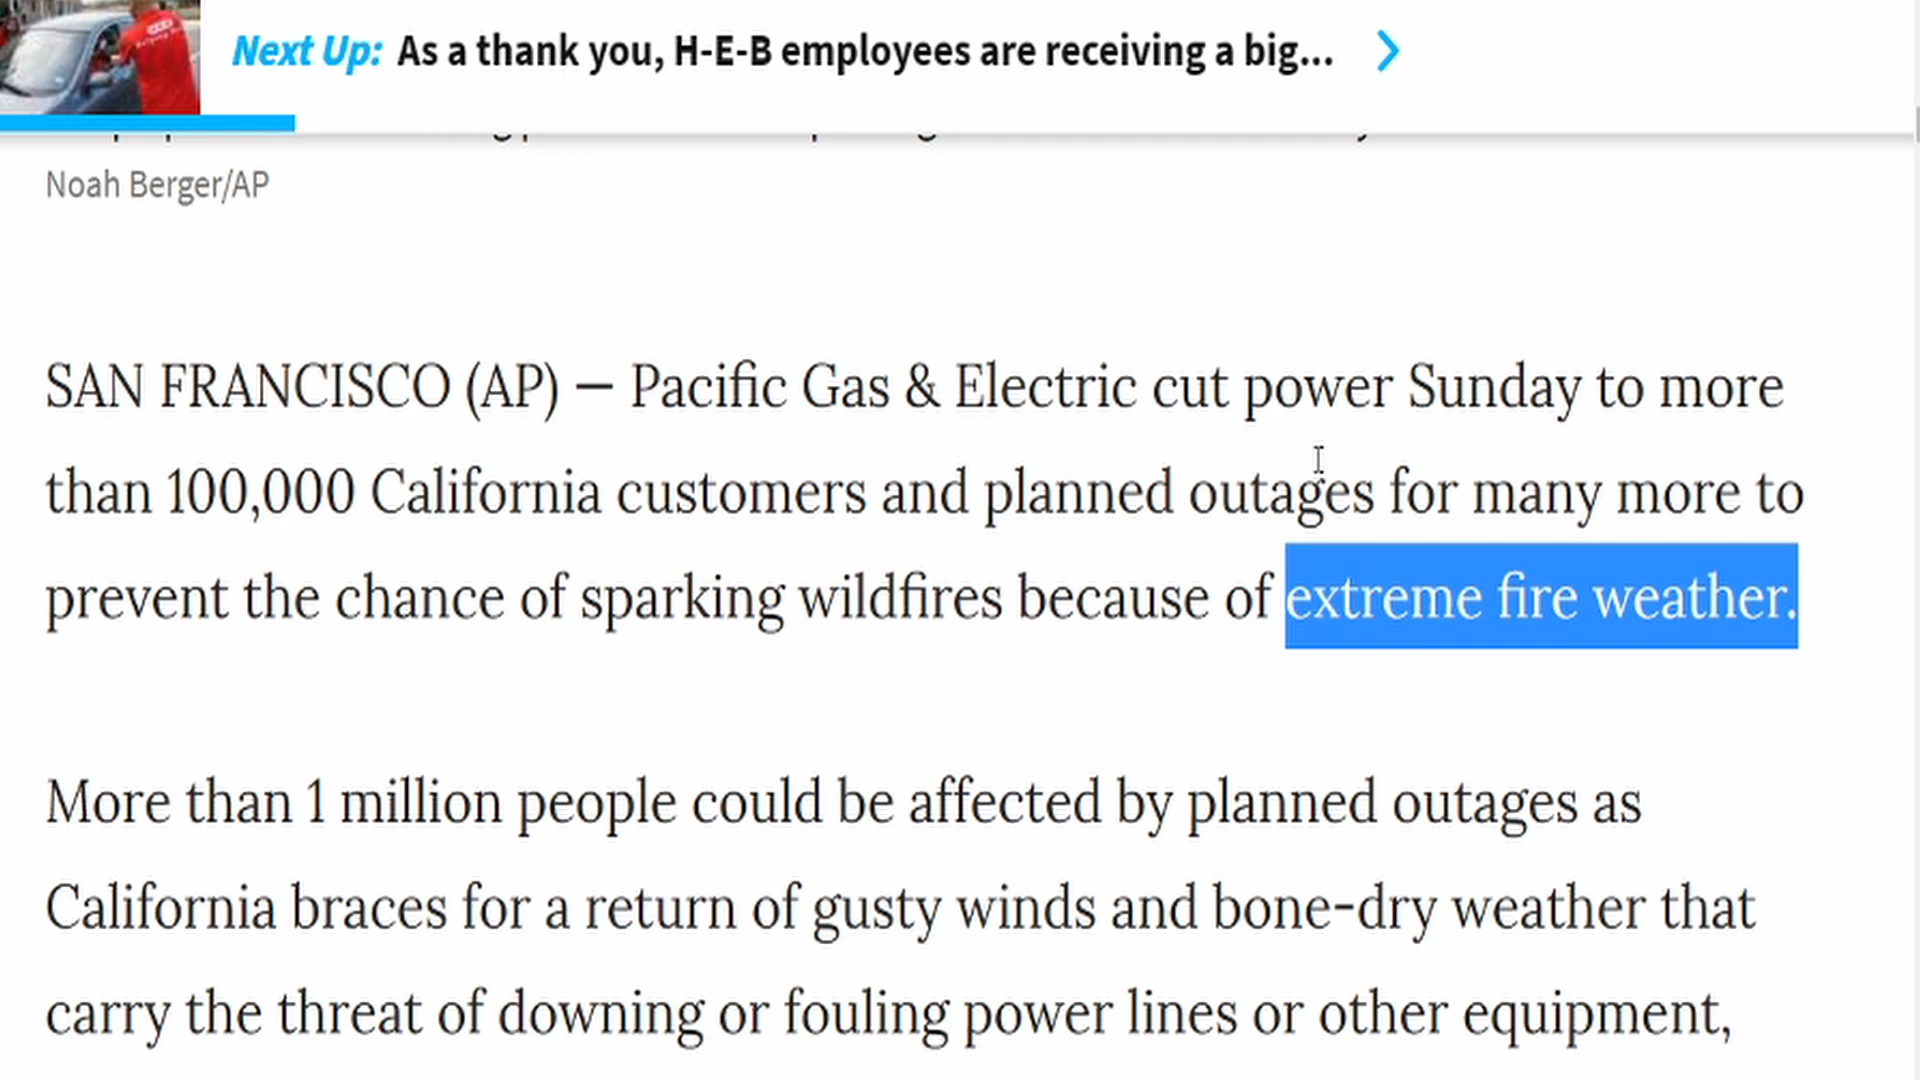 Next Up: As a thank you, H-E-B employees are receiving a big...
Noah Berger/AP
SAN FRANCISCO (AP) — Pacific Gas & Electric cut power Sunday to more
than 100,000 California customers and planned outages for many more to
prevent the chance of sparking wildfires because of extreme fire weather.
More than 1 million people could be affected by planned outages as
California braces for a return of gusty winds and bone-dry weather that
carry the threat of downing or fouling power lines or other equipment,